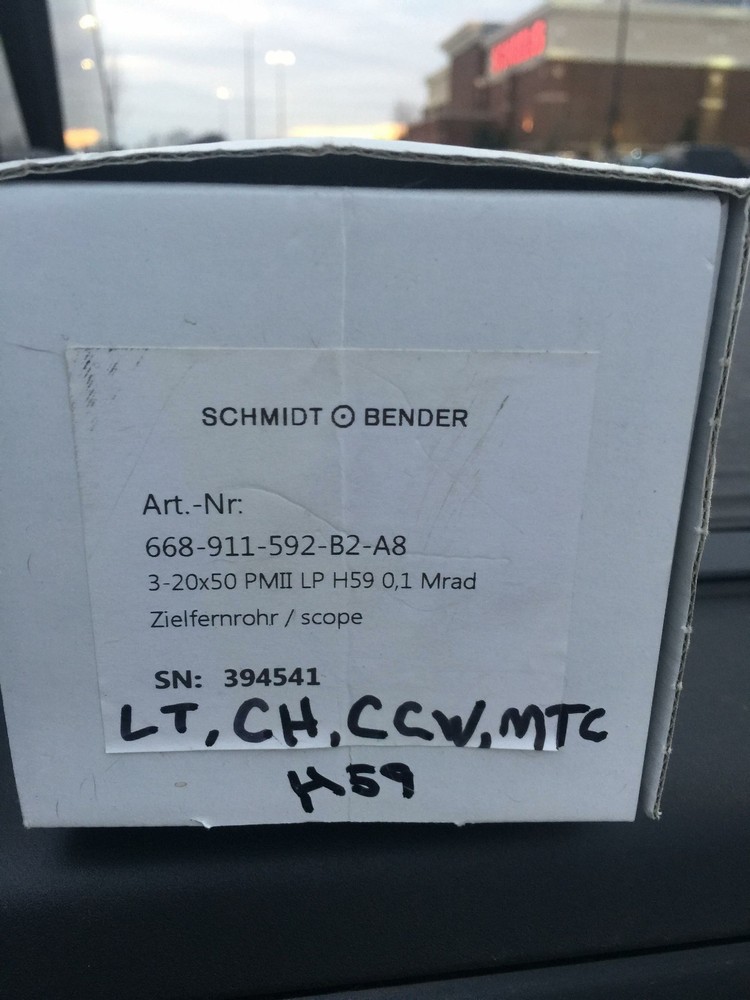 SCHMIDT BENDER
Art.-Nr:
668-911-592-B2-A8
3-20x50 PMII LP H59 0,1 Mrad
Zielfernrohr / scope
SN: 394541
LT, CH, CCW, MTC
H59